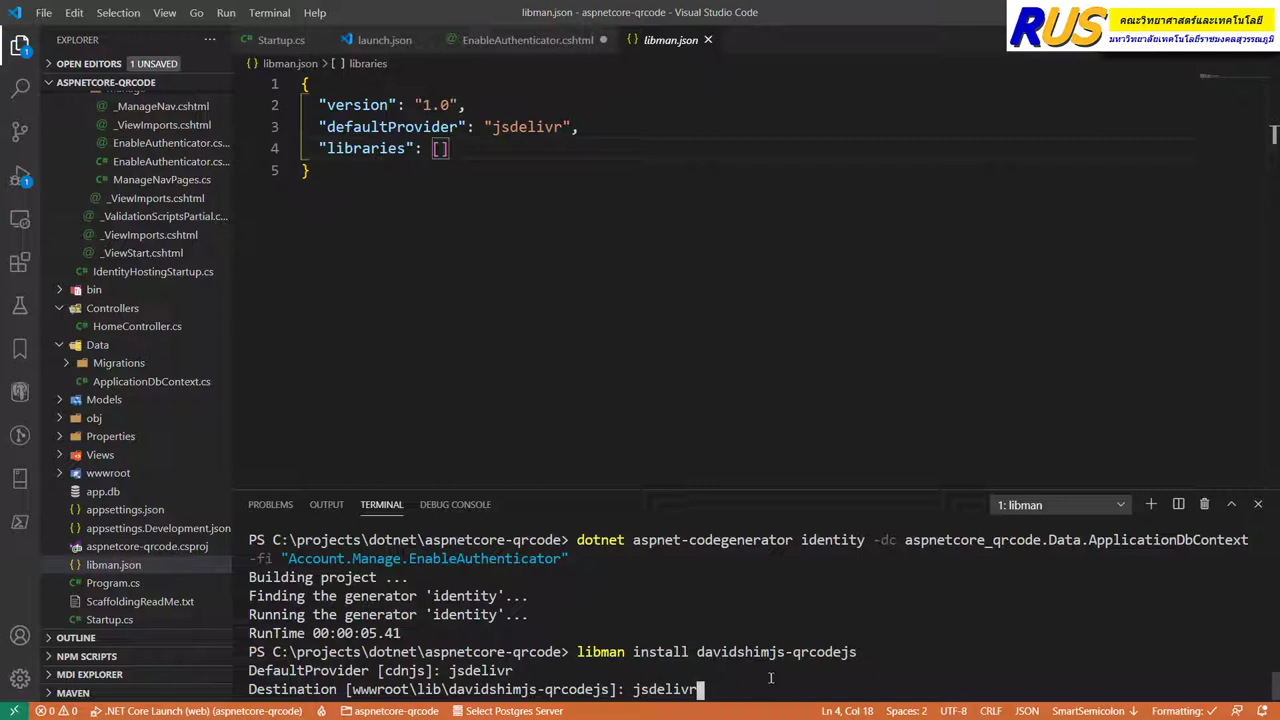 File Edit Selection View Go Run Terminal Help
libman.json - aspnetcore-qrcode - Visual Studio Code
RUS
คณะวิทยาศาสตร์และเทคโนโลยี
มหาวิทยาลัยเทคโนโลยีราชมงคลสุวรรณภูมิ
EXPLORER ...
Startup.cs
launch.json
EnableAuthenticator.cshtml
libman.json
OPEN EDITORS 1 UNSAVED
libman.json > [ ] libraries
ASPNETCORE-QRCODE
_ManageNav.cshtml
_ViewImports.cshtml
EnableAuthenticator.cs...
EnableAuthenticator.cs...
ManageNavPages.cs
_ViewImports.cshtml
_ValidationScriptsPartial.c...
_ViewImports.cshtml
_ViewStart.cshtml
IdentityHostingStartup.cs
bin
Controllers
HomeController.cs
Data
Migrations
ApplicationDbContext.cs
Models
obj
Properties
Views
wwwroot
app.db
appsettings.json
appsettings.Development.json
aspnetcore-qrcode.csproj
libman.json
Program.cs
ScaffoldingReadMe.txt
Startup.cs
OUTLINE
NPM SCRIPTS
MDI EXPLORER
MAVEN
1 {
2 "version": "1.0",
3 "defaultProvider": "jsdelivr",
4 "libraries": []
5 }
PROBLEMS OUTPUT TERMINAL DEBUG CONSOLE
1: libman
PS C:\projects\dotnet\aspnetcore-qrcode> dotnet aspnet-codegenerator identity -dc aspnetcore_qrcode.Data.ApplicationDbContext
-fi "Account.Manage.EnableAuthenticator"
Building project ...
Finding the generator 'identity'...
Running the generator 'identity'...
RunTime 00:00:05.41
PS C:\projects\dotnet\aspnetcore-qrcode> libman install davidshimjs-qrcodejs
DefaultProvider [cdnjs]: jsdelivr
Destination [wwwroot\lib\davidshimjs-qrcodejs]: jsdelivr
0 0 .NET Core Launch (web) (aspnetcore-qrcode) aspnetcore-qrcode Select Postgres Server Ln 4, Col 18 Spaces: 2 UTF-8 CRLF JSON SmartSemicolon Formatting: